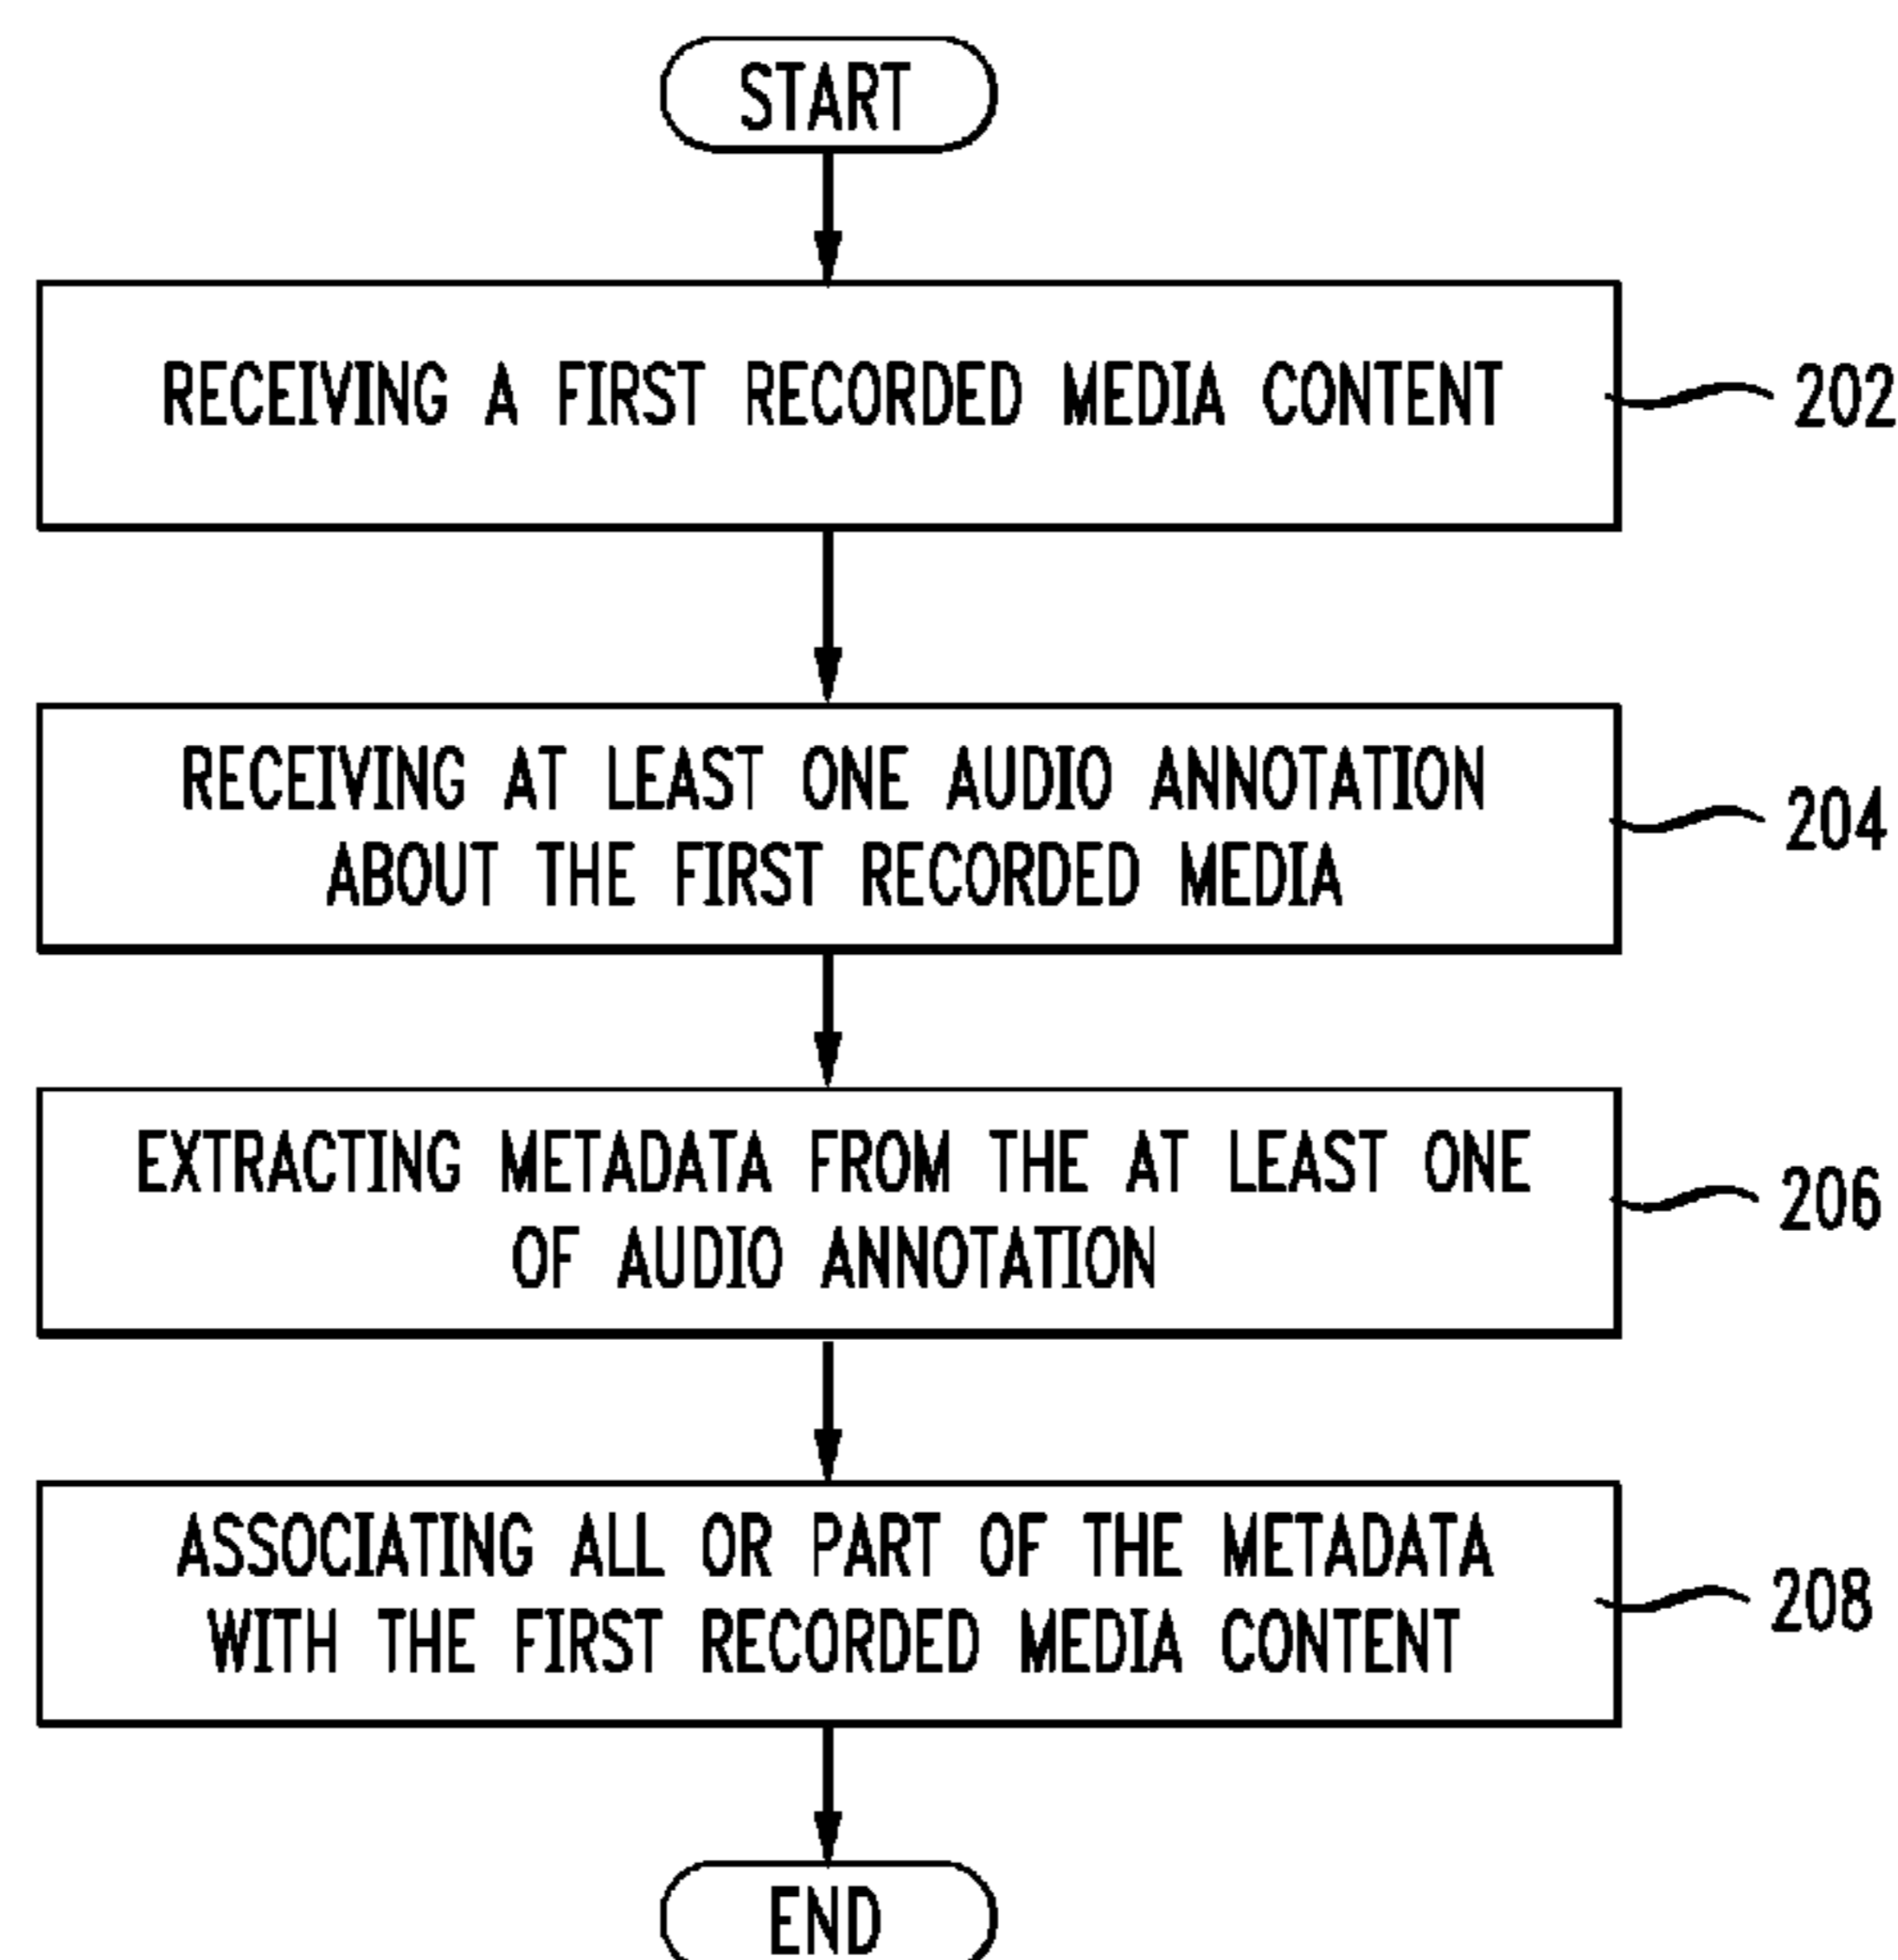 START
RECEIVING A FIRST RECORDED MEDIA CONTENT
202
RECEIVING AT LEAST ONE AUDIO ANNOTATION
ABOUT THE FIRST RECORDED MEDIA
204
EXTRACTING METADATA FROM THE AT LEAST ONE
OF AUDIO ANNOTATION
206
ASSOCIATING ALL OR PART OF THE METADATA
WITH THE FIRST RECORDED MEDIA CONTENT
208
END